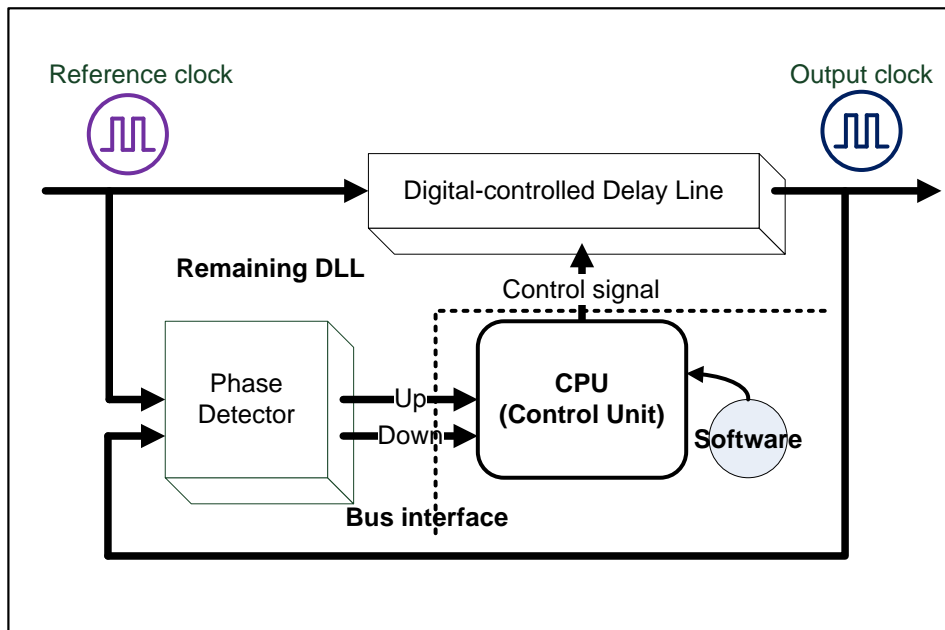 Reference clock
Output clock
Digital-controlled Delay Line
Remaining DLL
Control signal
Phase
Detector
Up
Down
CPU
(Control Unit)
Software
Bus interface